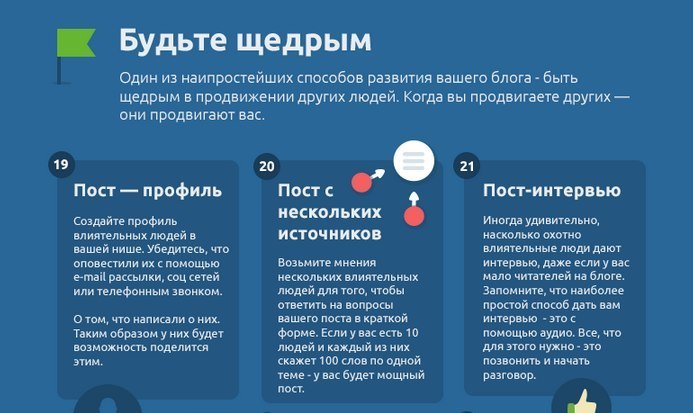 Будьте щедрым
Один из наипростейших способов развития вашего блога - быть
щедрым в продвижении других людей. Когда вы продвигаете других —
они продвигают вас.
19
Пост — профиль
Создайте профиль
влиятельных людей в
вашей нише. Убедитесь, что
оповестили их с помощью
e-mail рассылки, соц сетей
или телефонным звонком.
О том, что написали о них.
Таким образом у них будет
возможность поделится
этим.
20
Пост с
нескольких
источников
Возьмите мнения
нескольких влиятельных
людей для того, чтобы
ответить на вопросы
вашего поста в краткой
форме. Если у вас есть 10
людей и каждый из них
скажет 100 слов по одной
теме - у вас будет мощный
пост.
21
Пост-интервью
Иногда удивительно,
насколько охотно
влиятельные люди дают
интервью, даже если у вас
мало читателей на блоге.
Запомните, что наиболее
простой способ дать вам
интервью - это с
помощью аудио. Все, что
для этого нужно - это
позвонить и начать
разговор.